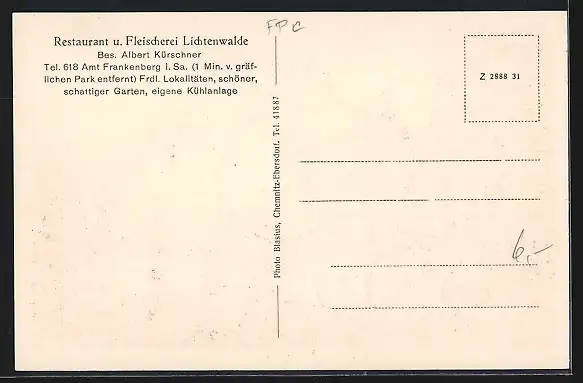 FPC
Restaurant u. Fleischerei Lichtenwalde
Bes. Albert Kürschner
Tel. 618 Amt Frankenberg i. Sa. (1 Min. v. gräf-
lichen Park entfernt) Frdl. Lokalitäten, schöner,
schattiger Garten, eigene Kühlanlage
Photo Blasius, Chemnitz-Ebersdorf. Tel. 41887
Z 2888 31
6,-